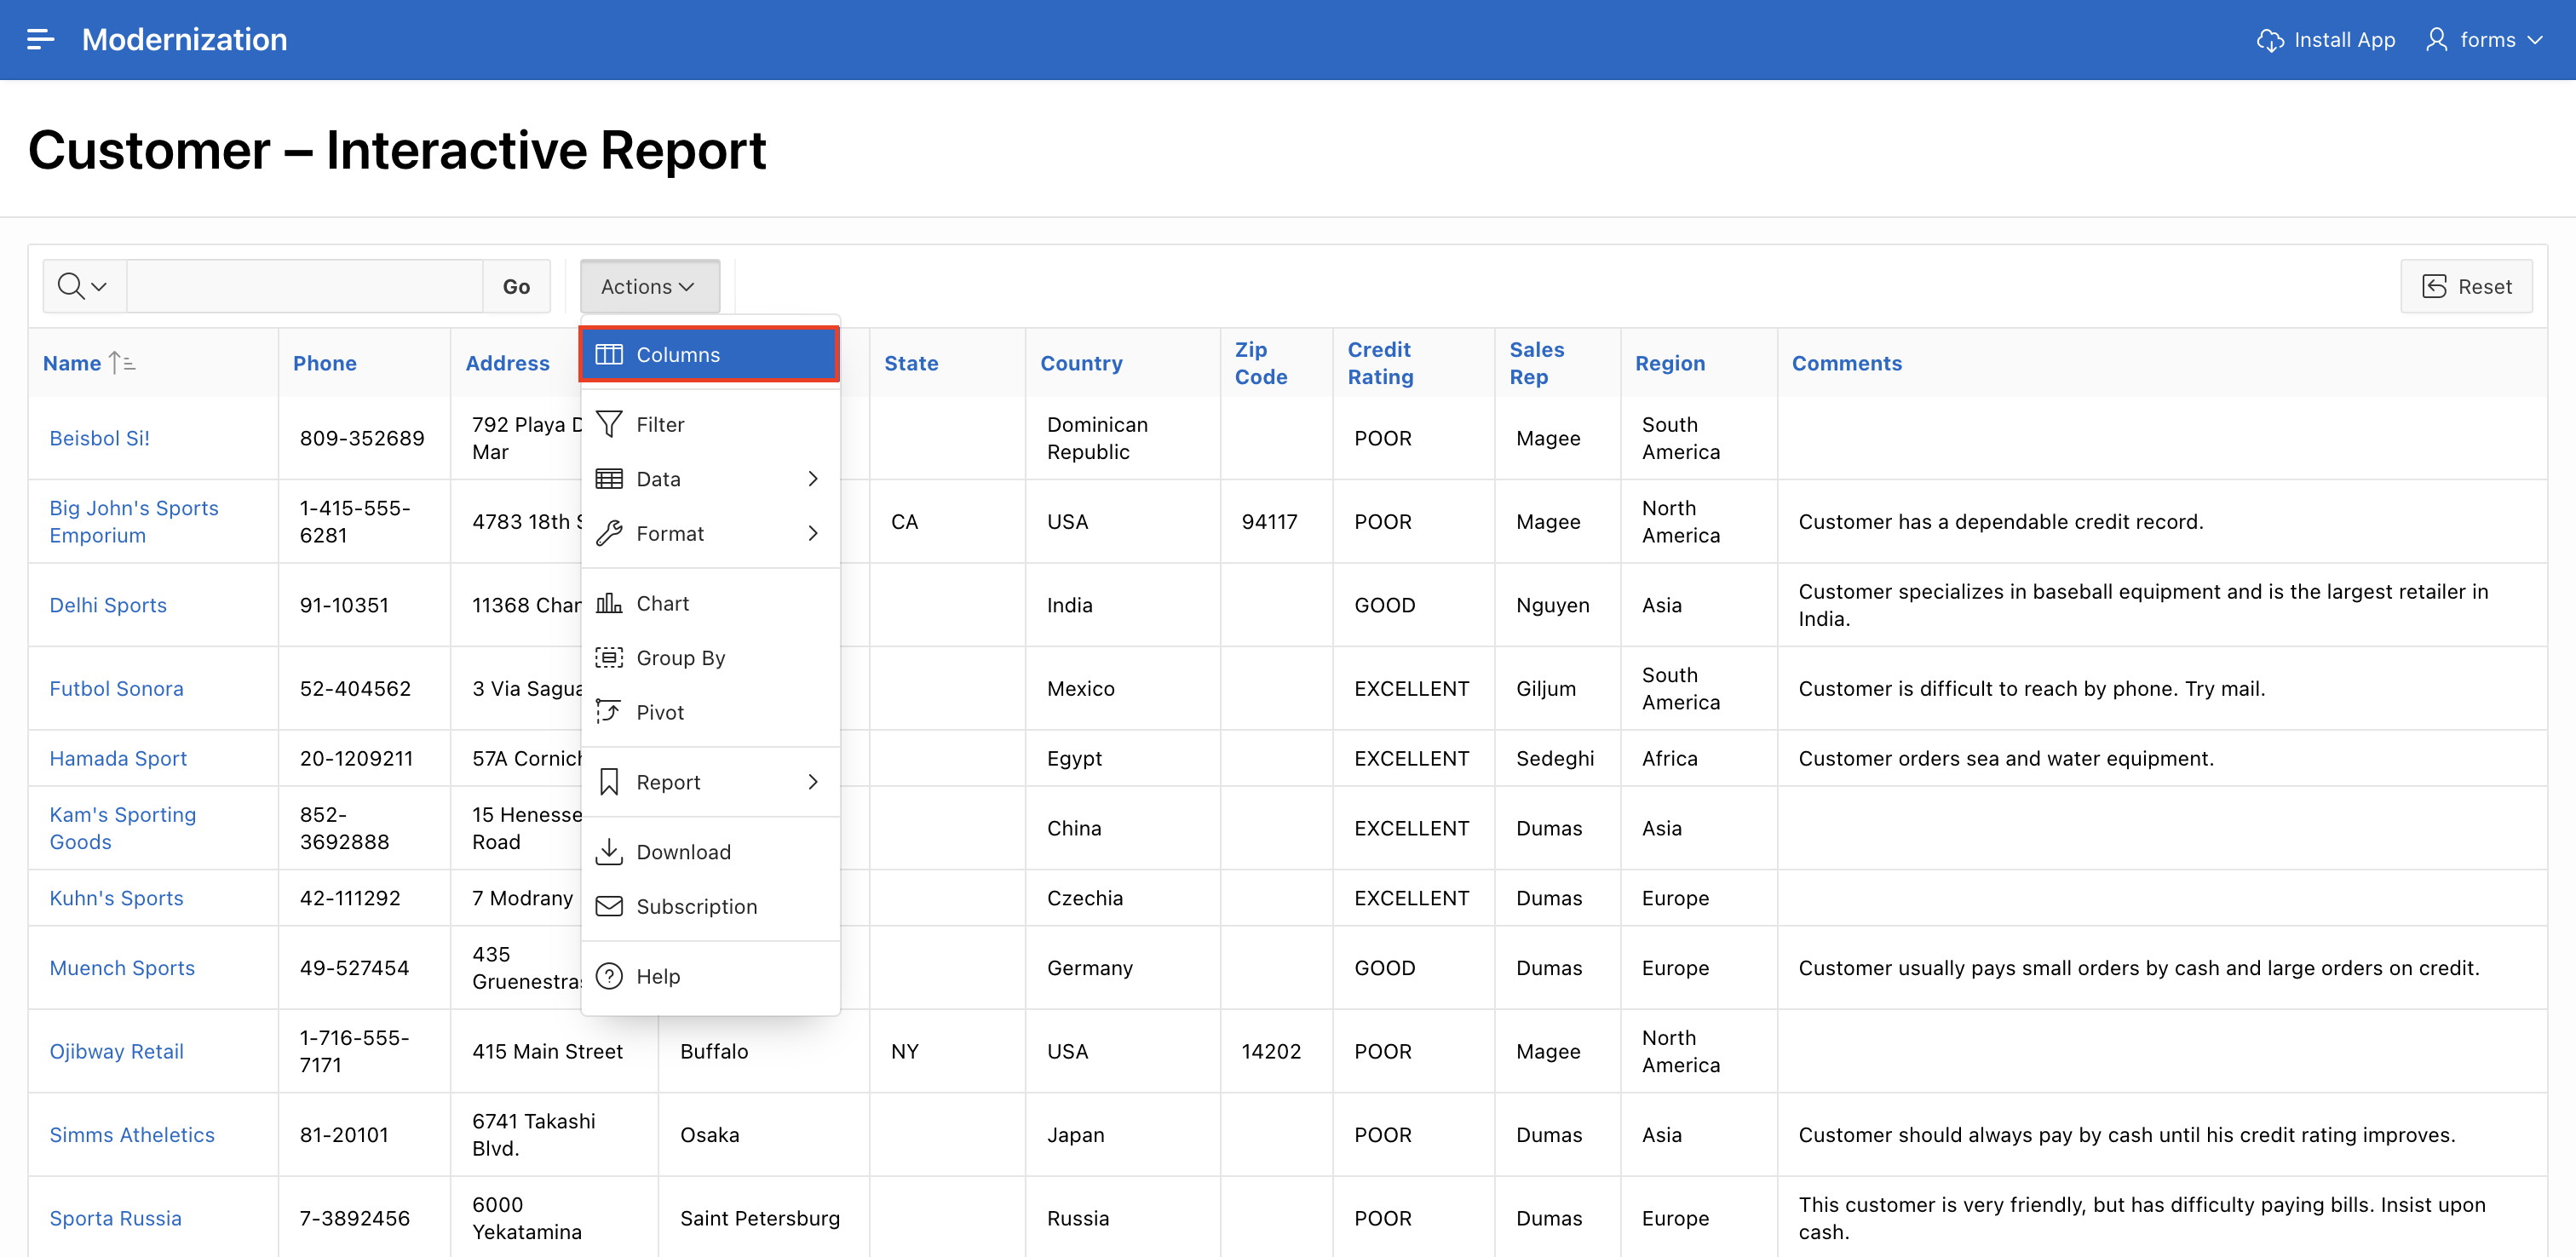 Modernization
Install App
forms
Customer – Interactive Report
Go
Actions
Reset
Columns
Filter
Data
Format
Chart
Group By
Pivot
Report
Download
Subscription
Help
Name Phone Address State Country Zip Code Credit Rating Sales Rep Region Comments
Beisbol Si! 809-352689 792 Playa Mar Dominican Republic POOR Magee South America
Big John's Sports Emporium 1-415-555-6281 4783 18th CA USA 94117 POOR Magee North America Customer has a dependable credit record.
Delhi Sports 91-10351 11368 India GOOD Nguyen Asia Customer specializes in baseball equipment and is the largest retailer in India.
Futbol Sonora 52-404562 3 Via Mexico EXCELLENT Giljum South America Customer is difficult to reach by phone. Try mail.
Hamada Sport 20-1209211 57A Egypt EXCELLENT Sedeghi Africa Customer orders sea and water equipment.
Kam's Sporting Goods 852-3692888 15 Road China EXCELLENT Dumas Asia
Kuhn's Sports 42-111292 7 Modrany Czechia EXCELLENT Dumas Europe
Muench Sports 49-527454 435 Germany GOOD Dumas Europe Customer usually pays small orders by cash and large orders on credit.
Ojibway Retail 1-716-555-7171 415 Main Street Buffalo NY USA 14202 POOR Magee North America
Simms Atheletics 81-20101 6741 Takashi Blvd. Osaka Japan POOR Dumas Asia Customer should always pay by cash until his credit rating improves.
Sporta Russia 7-3892456 6000 Yekatamina Saint Petersburg Russia POOR Dumas Europe This customer is very friendly, but has difficulty paying bills. Insist upon cash.